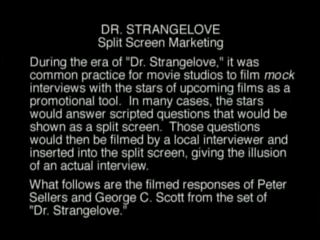 DR. STRANGELOVE
Split Screen Marketing
During the era of "Dr. Strangelove," it was
common practice for movie studios to film mock
interviews with the stars of upcoming films as a
promotional tool. In many cases, the stars
would answer scripted questions that would be
shown as a split screen. Those questions
would then be filmed by a local interviewer and
inserted into the split screen, giving the illusion
of an actual interview.
What follows are the filmed responses of Peter
Sellers and George C. Scott from the set of
"Dr. Strangelove."